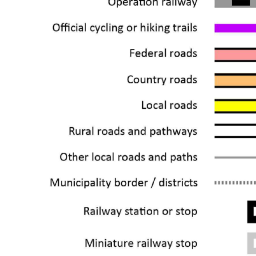 Operation railway
Official cycling or hiking trails
Federal roads
Country roads
Local roads
Rural roads and pathways
Other local roads and paths
Municipality border / districts
Railway station or stop
Miniature railway stop